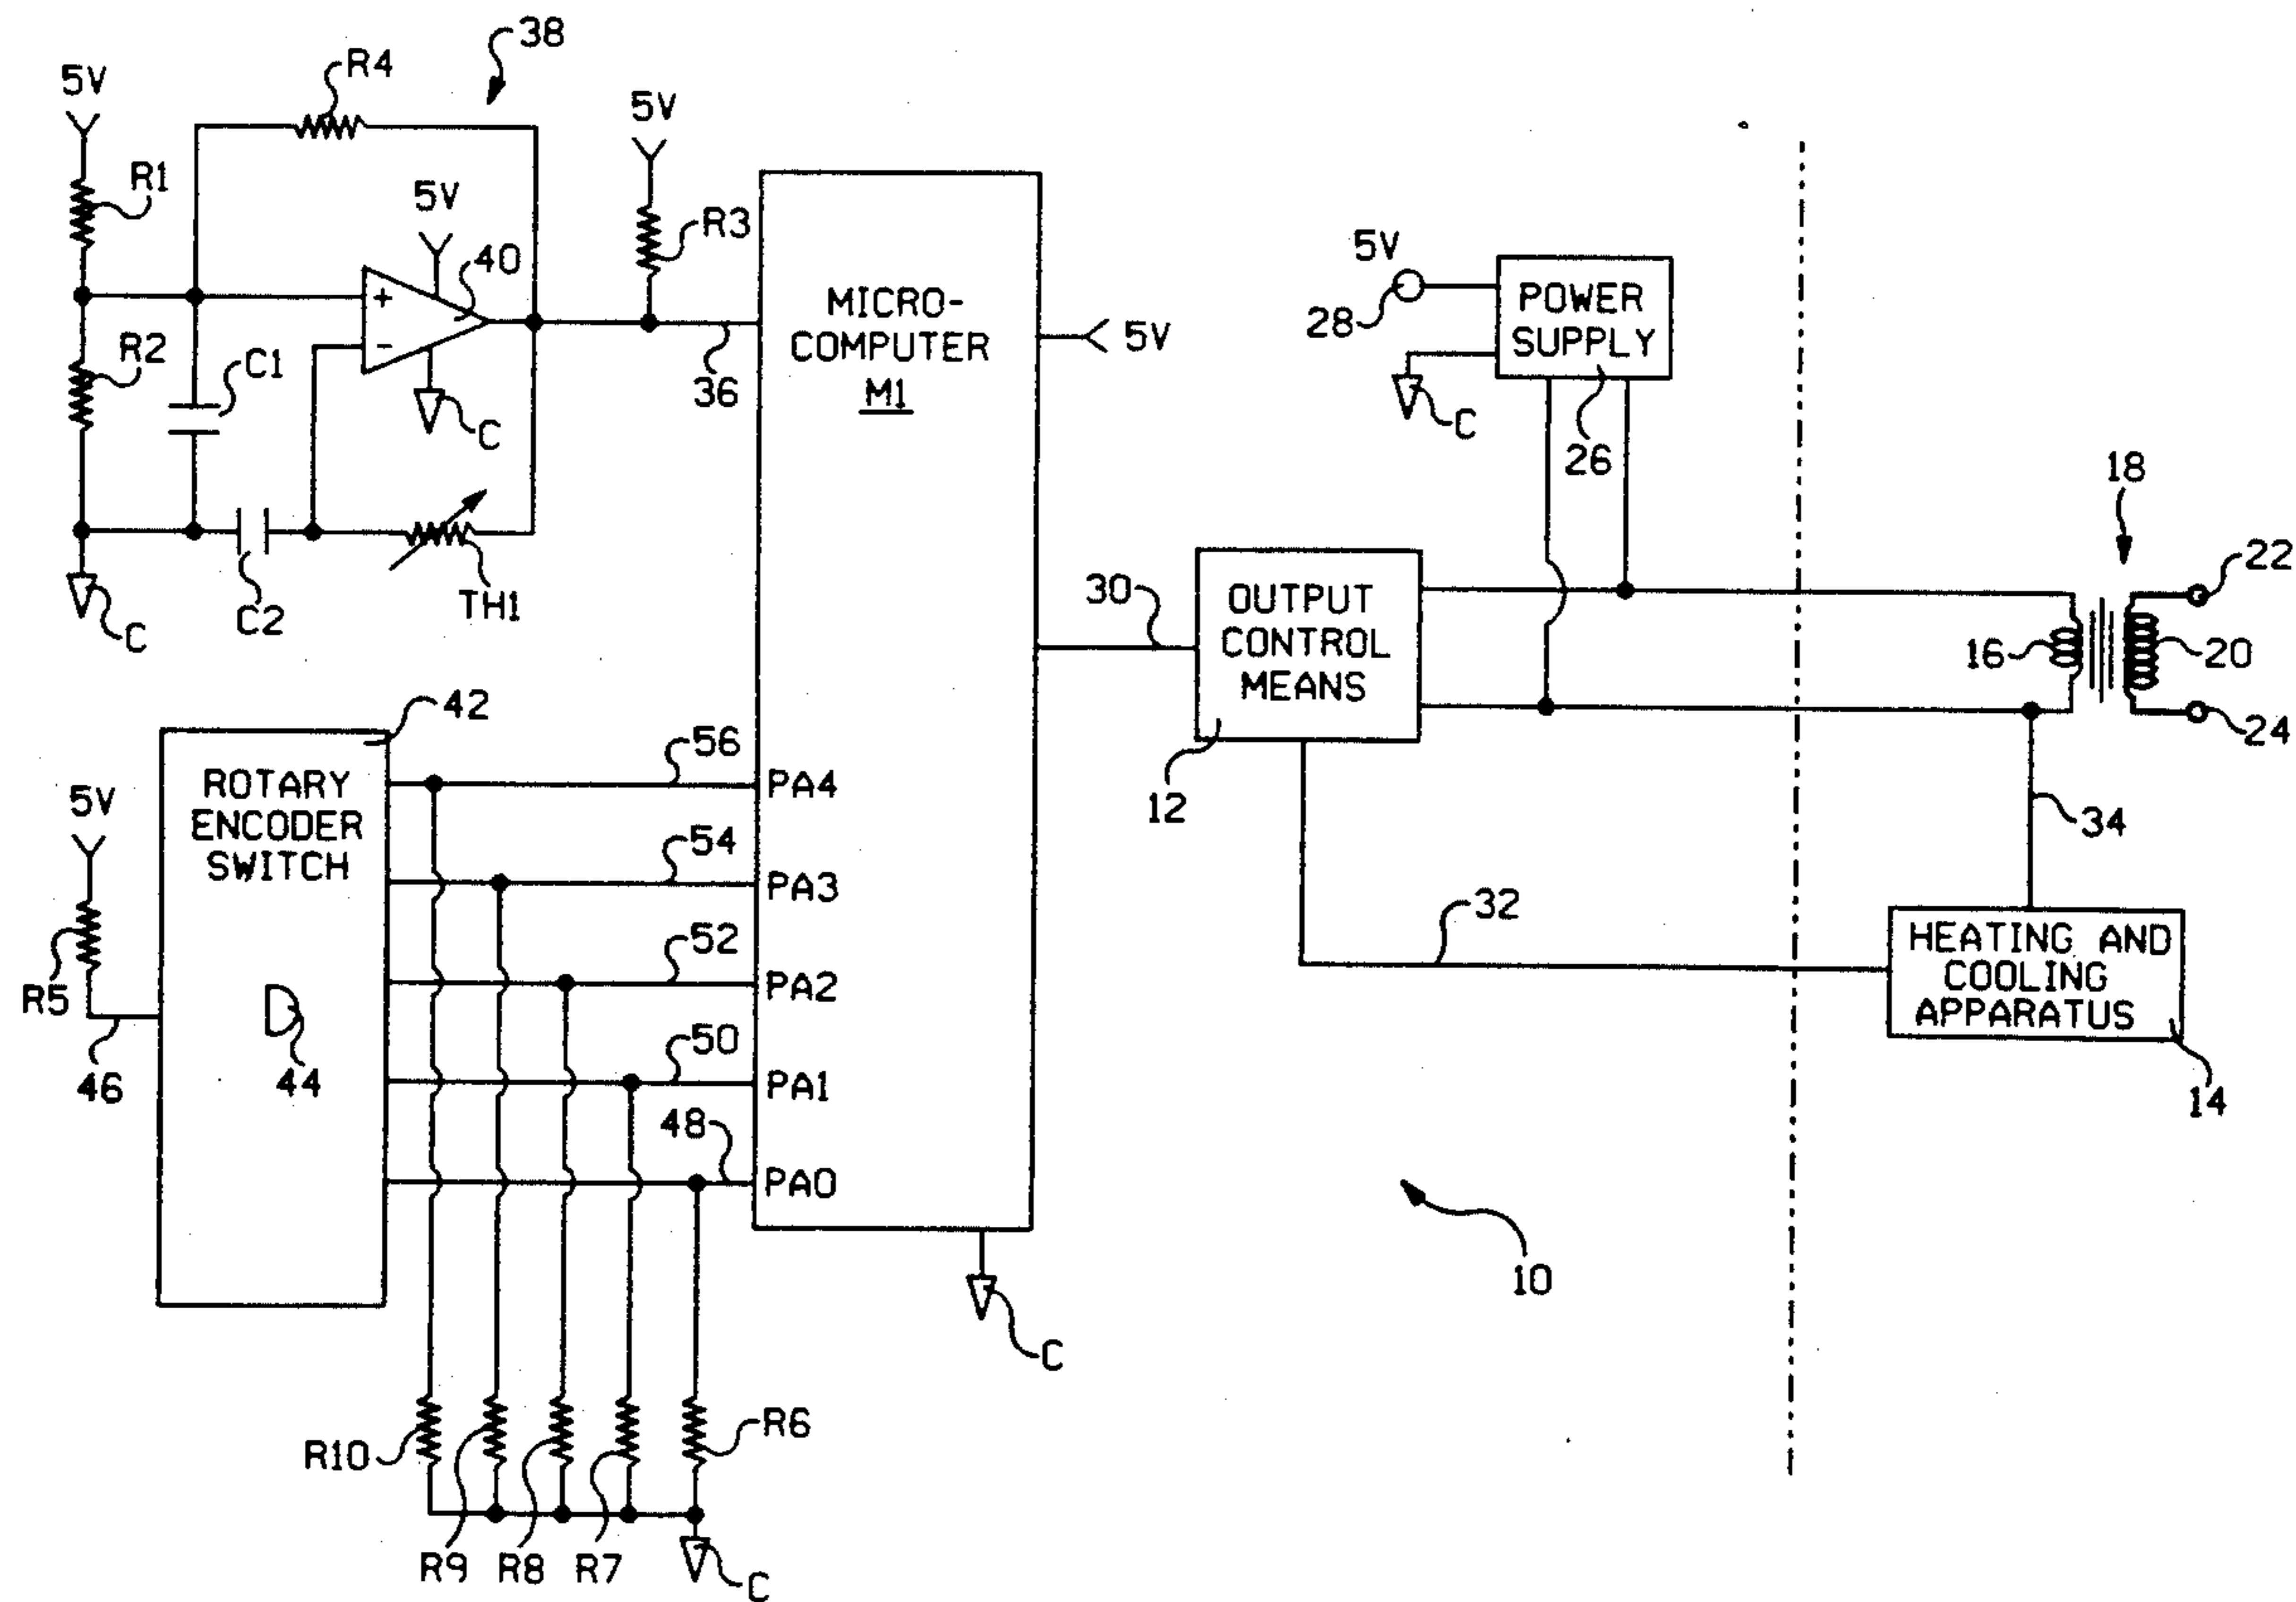 38
5V
R4
5V
R1
5V
R3
40
+
-
R2
C1
C
36
C
C2
TH1
MICRO-
COMPUTER
M1
5V
5V
28
C
POWER
SUPPLY
26
18
22
16
20
24
30
OUTPUT
CONTROL
MEANS
12
34
32
HEATING AND
COOLING
APPARATUS
14
42
ROTARY
ENCODER
SWITCH
5V
R5
46
44
56
PA4
54
PA3
52
PA2
50
PA1
48
PA0
C
10
R10
R9
R8
R7
R6
C